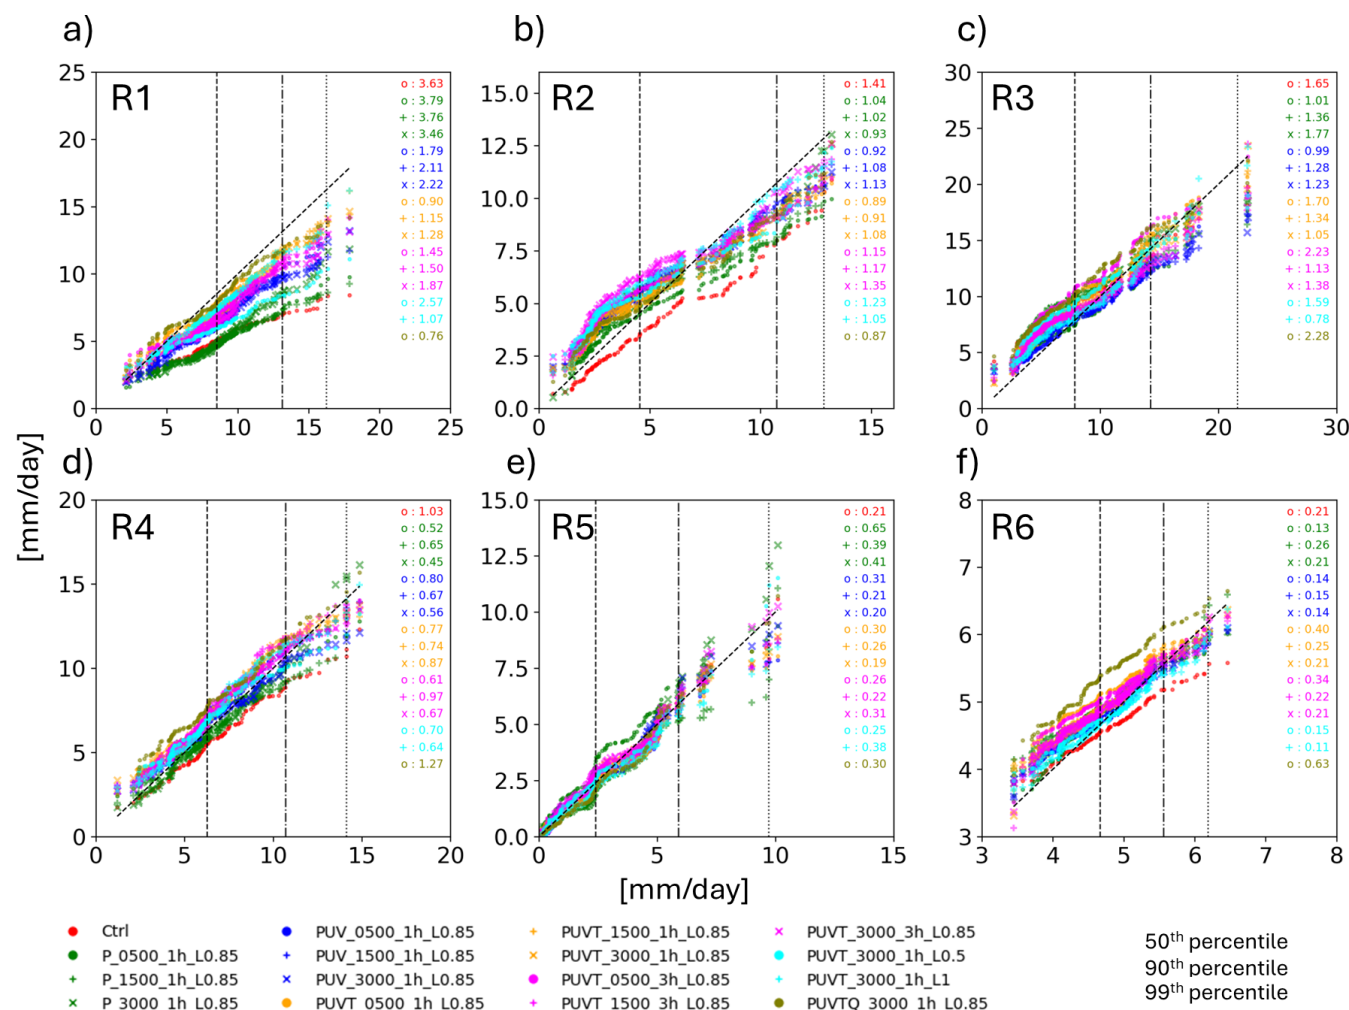 a)
R1
25
20
15
10
5
0
0 5 10 15 20 25
o : 3.63
o : 3.79
+ : 3.76
x : 3.46
o : 1.79
+ : 2.11
x : 2.22
o : 0.90
+ : 1.15
x : 1.28
o : 1.45
+ : 1.50
x : 1.87
o : 2.57
+ : 1.07
o : 0.76
b)
R2
15.0
12.5
10.0
7.5
5.0
2.5
0.0
0 5 10 15
o : 1.41
o : 1.04
+ : 1.02
x : 0.93
o : 0.92
+ : 1.08
x : 1.13
o : 0.89
+ : 0.91
x : 1.08
o : 1.15
+ : 1.17
x : 1.35
o : 1.23
+ : 1.05
o : 0.87
c)
R3
30
25
20
15
10
5
0
0 10 20 30
o : 1.65
o : 1.01
+ : 1.36
x : 1.77
o : 0.99
+ : 1.28
x : 1.23
o : 1.70
+ : 1.34
x : 1.05
o : 2.23
+ : 1.13
x : 1.38
o : 1.59
+ : 0.78
o : 2.28
[mm/day]
d)
R4
20
15
10
5
0
0 5 10 15 20
o : 1.03
o : 0.52
+ : 0.65
x : 0.45
o : 0.80
+ : 0.67
x : 0.56
o : 0.77
+ : 0.74
x : 0.87
o : 0.61
+ : 0.97
x : 0.67
o : 0.70
+ : 0.64
o : 1.27
e)
R5
15.0
12.5
10.0
7.5
5.0
2.5
0.0
0 5 10 15
o : 0.21
o : 0.65
+ : 0.39
x : 0.41
o : 0.31
+ : 0.21
x : 0.20
o : 0.30
+ : 0.26
x : 0.19
o : 0.26
+ : 0.22
x : 0.31
o : 0.25
+ : 0.38
o : 0.30
f)
R6
8
7
6
5
4
3
3 4 5 6 7 8
o : 0.21
o : 0.13
+ : 0.26
x : 0.21
o : 0.14
+ : 0.15
x : 0.14
o : 0.40
+ : 0.25
x : 0.21
o : 0.34
+ : 0.22
x : 0.21
o : 0.15
+ : 0.11
o : 0.63
[mm/day]
Ctrl
P_0500_1h_L0.85
P_1500_1h_L0.85
P_3000_1h_L0.85
PUV_0500_1h_L0.85
PUV_1500_1h_L0.85
PUV_3000_1h_L0.85
PUVT_0500_1h_L0.85
PUVT_1500_1h_L0.85
PUVT_3000_1h_L0.85
PUVT_0500_3h_L0.85
PUVT_1500_3h_L0.85
PUVT_3000_3h_L0.85
PUVT_3000_1h_L0.5
PUVT_3000_1h_L1
PUVTQ_3000_1h_L0.85
50th percentile
90th percentile
99th percentile